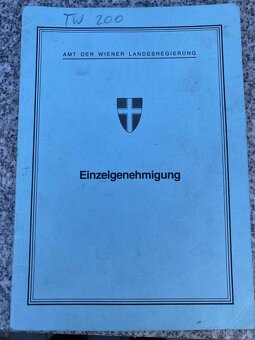 TW 200
AMT DER WIENER LANDESREGIERUNG
Einzelgenehmigung